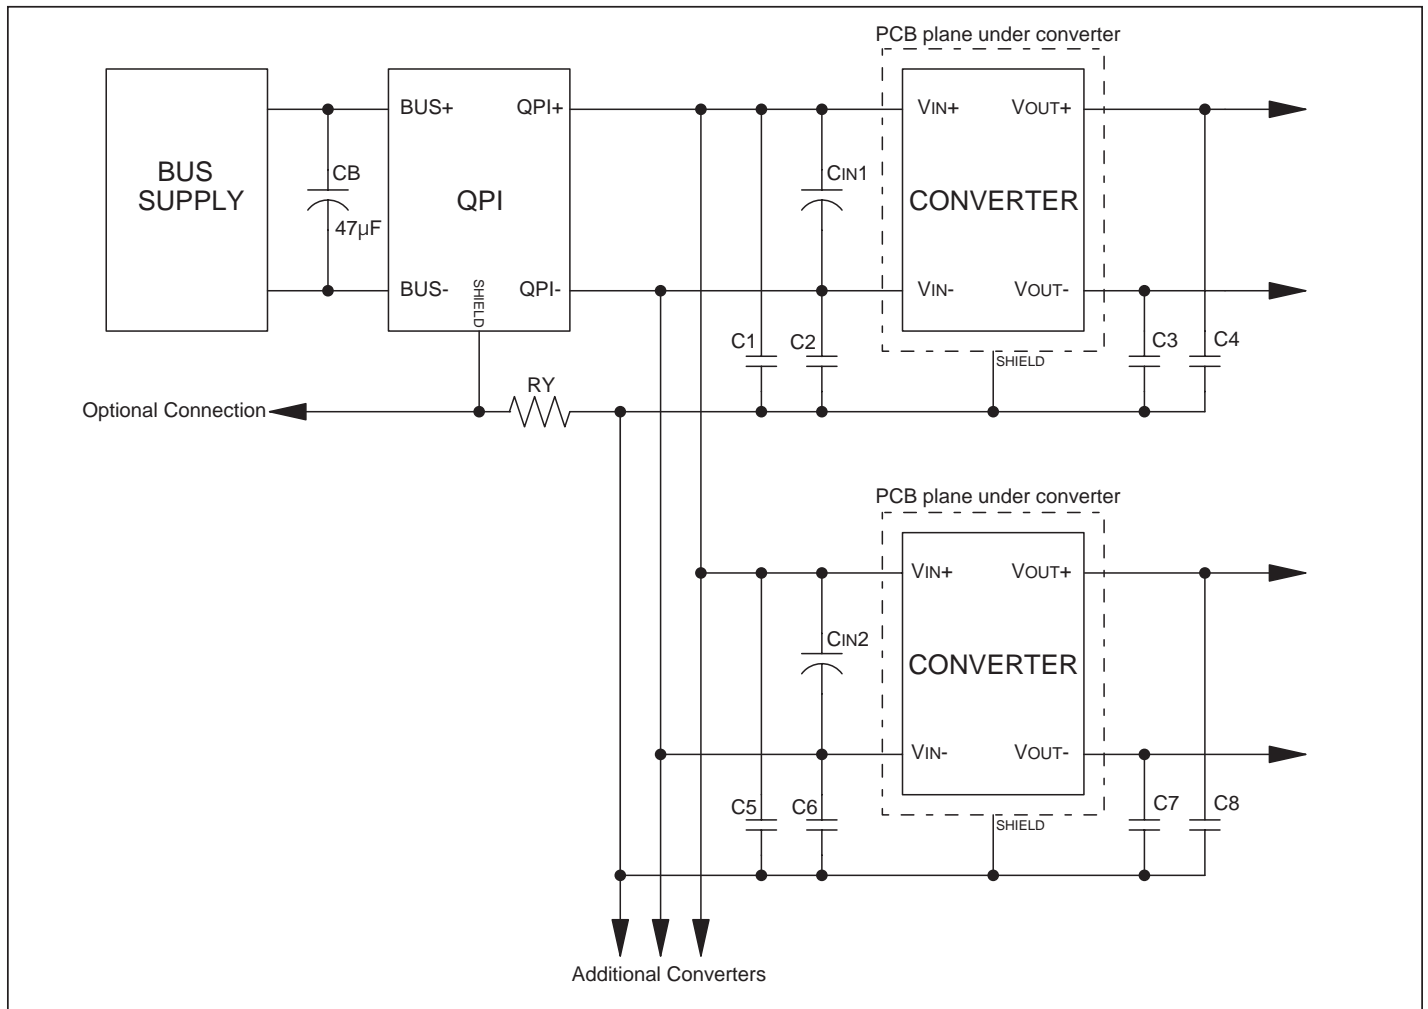 PCB plane under converter
BUS
SUPPLY
CB
47µF
BUS+
QPI+
QPI
BUS-
QPI-
SHIELD
CIN1
VIN+
VOUT+
CONVERTER
VIN-
VOUT-
C1
C2
SHIELD
C3
C4
RY
Optional Connection
PCB plane under converter
VIN+
VOUT+
CIN2
CONVERTER
VIN-
VOUT-
C5
C6
SHIELD
C7
C8
Additional Converters